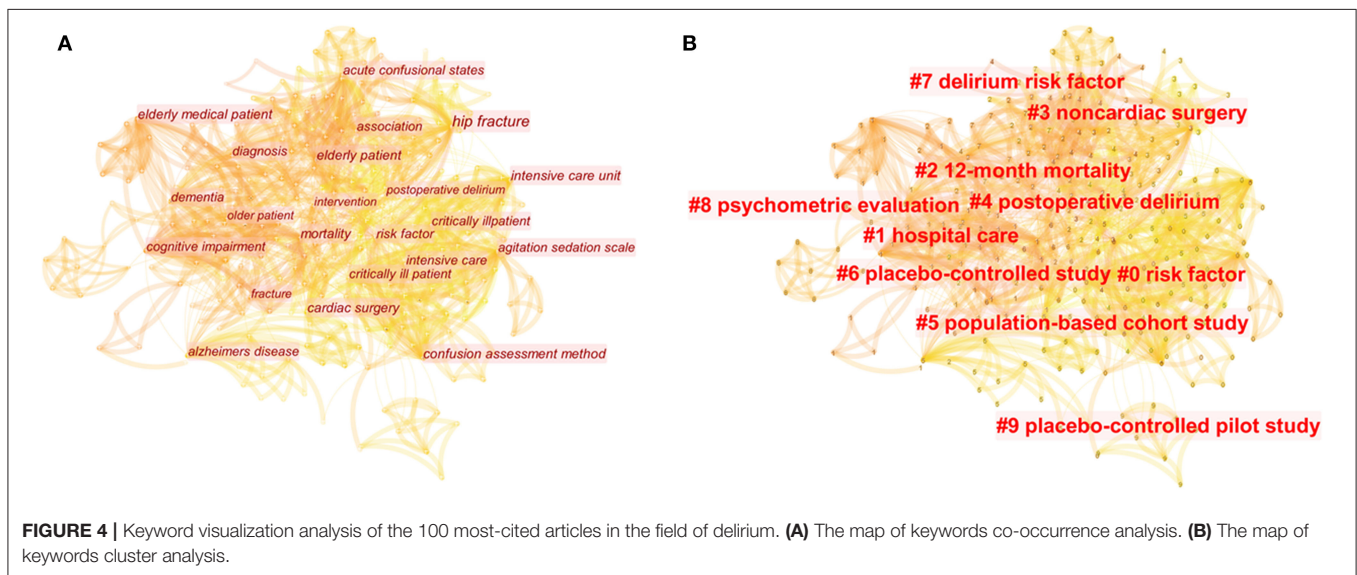 A
acute confusional states
elderly medical patient
hip fracture
association
diagnosis
elderly patient
intensive care unit
postoperative delirium
dementia
intervention
older patient
critically illpatient
mortality
risk factor
cognitive impairment
agitation sedation scale
intensive care
critically ill patient
fracture
cardiac surgery
alzheimers disease
confusion assessment method
B
#7 delirium risk factor
#3 noncardiac surgery
#2 12-month mortality
#8 psychometric evaluation
#4 postoperative delirium
#1 hospital care
#6 placebo-controlled study
#0 risk factor
#5 population-based cohort study
#9 placebo-controlled pilot study
FIGURE 4 | Keyword visualization analysis of the 100 most-cited articles in the field of delirium. (A) The map of keywords co-occurrence analysis. (B) The map of
keywords cluster analysis.